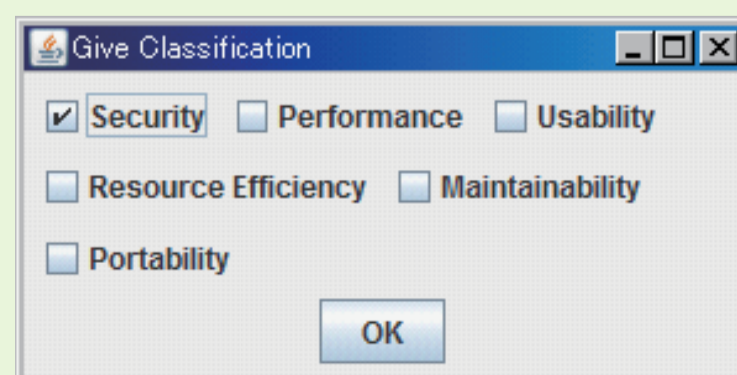 Give Classification
Security Performance Usability
Resource Efficiency Maintainability
Portability
OK